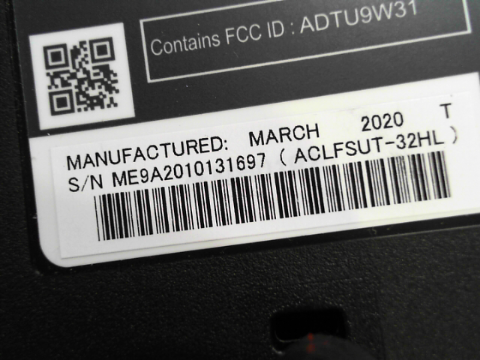 Contains FCC ID : ADTU9W31
MANUFACTURED: MARCH 2020 T
S/N ME9A2010131697 ( ACLFSUT-32HL )